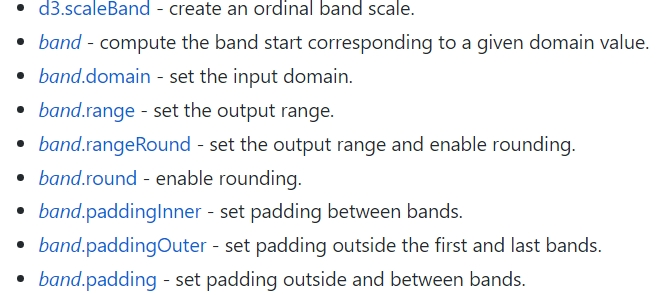 • d3.scaleBand - create an ordinal band scale.
• band - compute the band start corresponding to a given domain value.
• band.domain - set the input domain.
• band.range - set the output range.
• band.rangeRound - set the output range and enable rounding.
• band.round - enable rounding.
• band.paddingInner - set padding between bands.
• band.paddingOuter - set padding outside the first and last bands.
• band.padding - set padding outside and between bands.